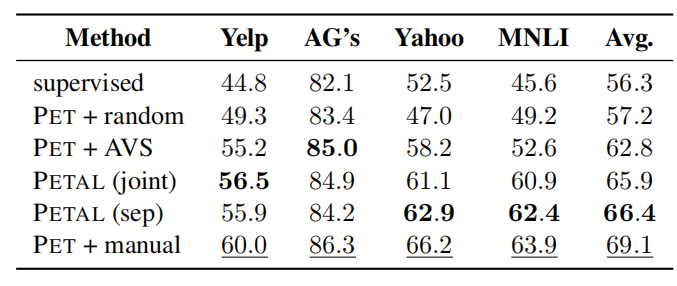 Method Yelp AG's Yahoo MNLI Avg.
supervised 44.8 82.1 52.5 45.6 56.3
PET + random 49.3 83.4 47.0 49.2 57.2
PET + AVS 55.2 85.0 58.2 52.6 62.8
PETAL (joint) 56.5 84.9 61.1 60.9 65.9
PETAL (sep) 55.9 84.2 62.9 62.4 66.4
PET + manual 60.0 86.3 66.2 63.9 69.1